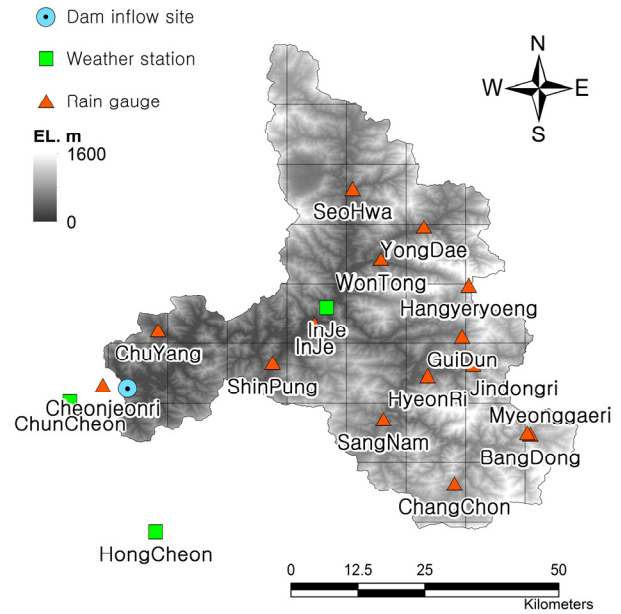 Dam inflow site
Weather station
Rain gauge
EL. m
1600
0
N
W E
S
SeoHwa
YongDae
WonTong
Hangyeryoeng
InJe
InJe
ChuYang
GuiDun
ShinPung
Jindongri
HyeonRi
Cheonjeonri
Myeonggaeri
ChunCheon
SangNam
BangDong
ChangChon
HongCheon
0 12.5 25 50
Kilometers